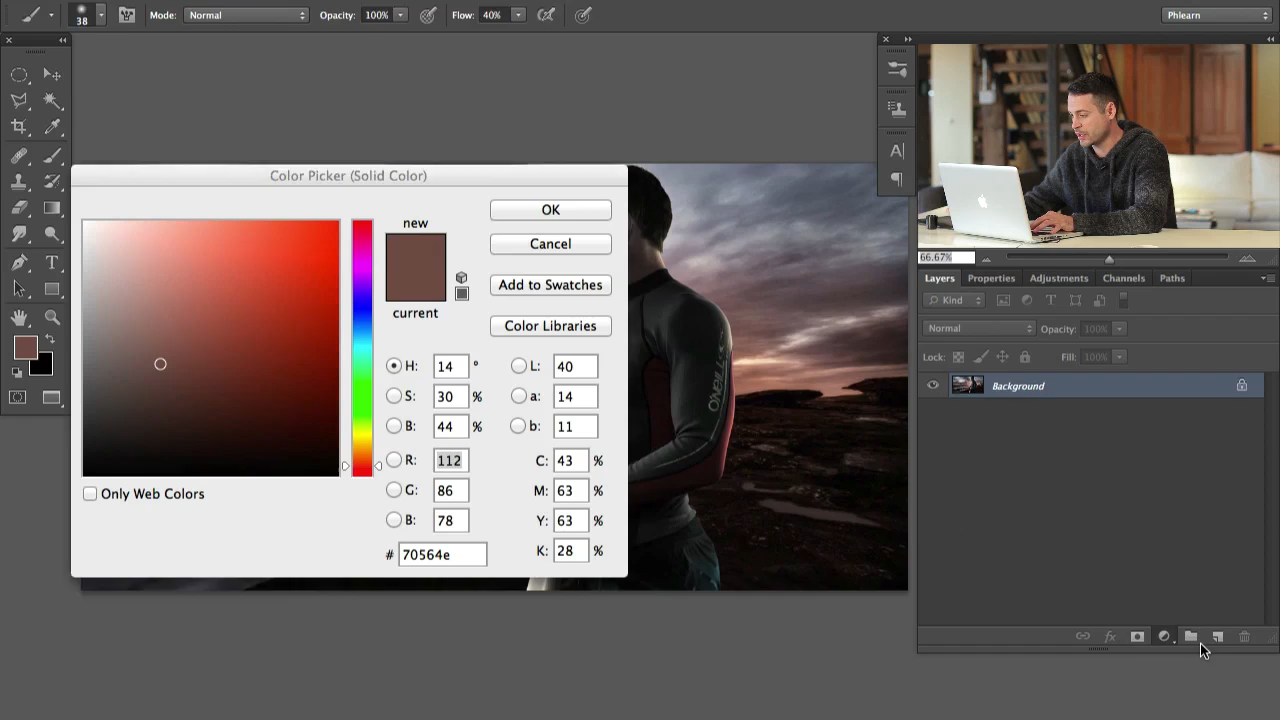 38 Mode: Normal Opacity: 100% Flow: 40% Phlearn
Color Picker (Solid Color)
new
current
OK
Cancel
Add to Swatches
Color Libraries
H: 14 ° L: 40
S: 30 % a: 14
B: 44 % b: 11
R: 112 C: 43 %
G: 86 M: 63 %
B: 78 Y: 63 %
# 70564e K: 28 %
Only Web Colors
O'NEILL
66.67%
Layers Properties Adjustments Channels Paths
Kind
Normal Opacity: 100%
Lock: Fill: 100%
Background